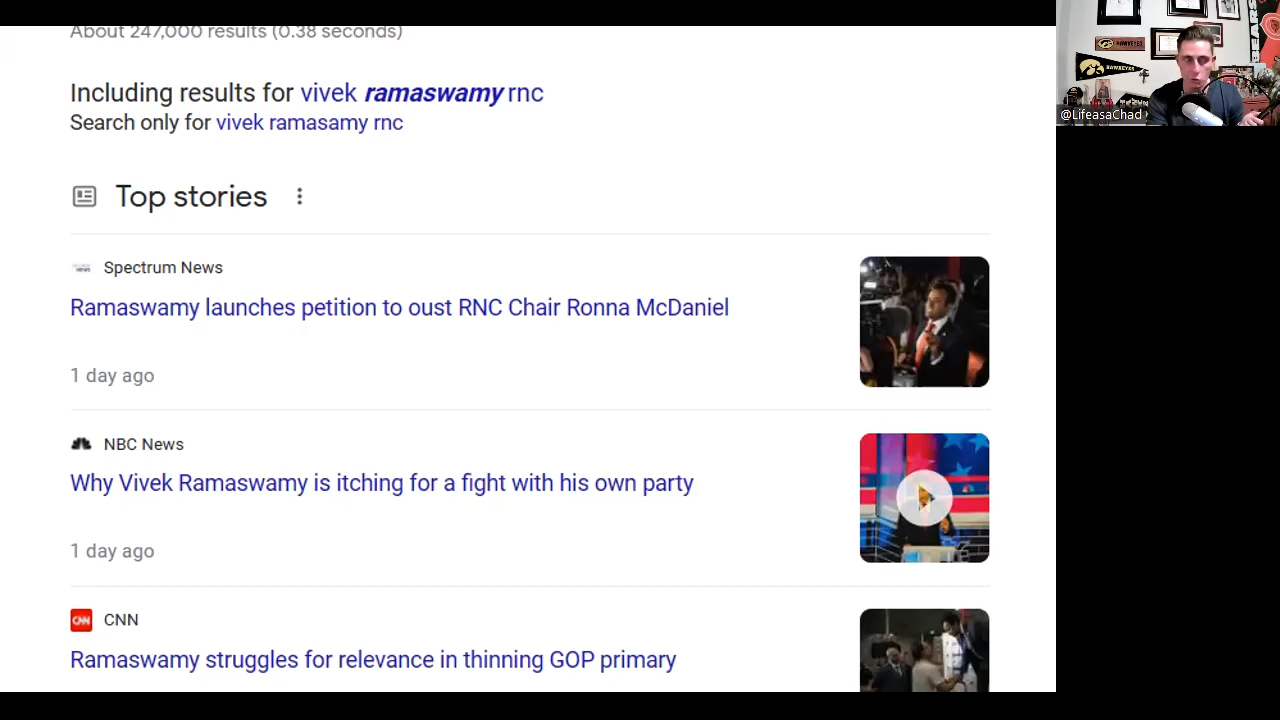 About 247,000 results (0.38 seconds)
Including results for vivek ramaswamy rnc
Search only for vivek ramasamy rnc
Top stories
Spectrum News
Ramaswamy launches petition to oust RNC Chair Ronna McDaniel
1 day ago
NBC News
Why Vivek Ramaswamy is itching for a fight with his own party
1 day ago
CNN
CNN
Ramaswamy struggles for relevance in thinning GOP primary
HAWKEYES
HAWKEYES
@LifeasaChad